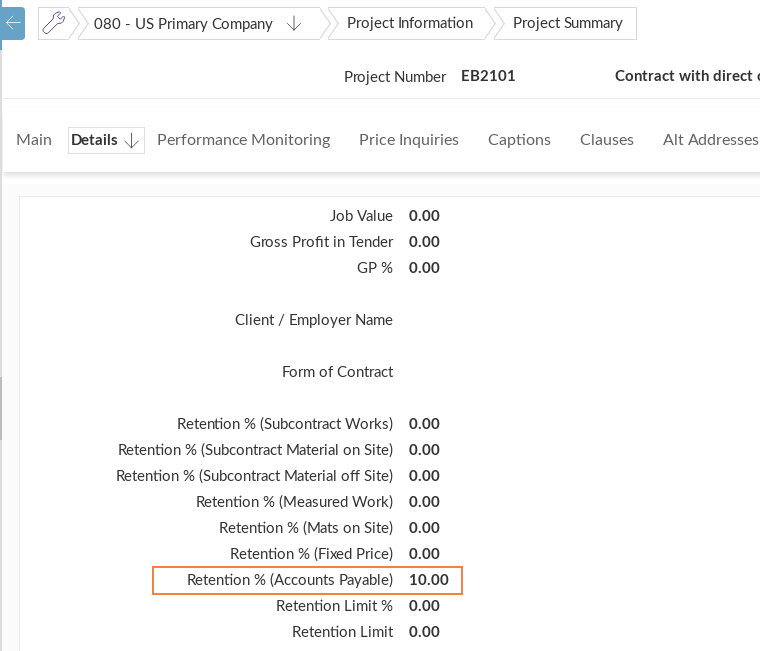 080 - US Primary Company Project Information Project Summary
Project Number EB2101 Contract with direct
Main Details Performance Monitoring Price Inquiries Captions Clauses Alt Addresses
Job Value 0.00
Gross Profit in Tender 0.00
GP % 0.00
Client / Employer Name
Form of Contract
Retention % (Subcontract Works) 0.00
Retention % (Subcontract Material on Site) 0.00
Retention % (Subcontract Material off Site) 0.00
Retention % (Measured Work) 0.00
Retention % (Mats on Site) 0.00
Retention % (Fixed Price) 0.00
Retention % (Accounts Payable) 10.00
Retention Limit % 0.00
Retention Limit 0.00